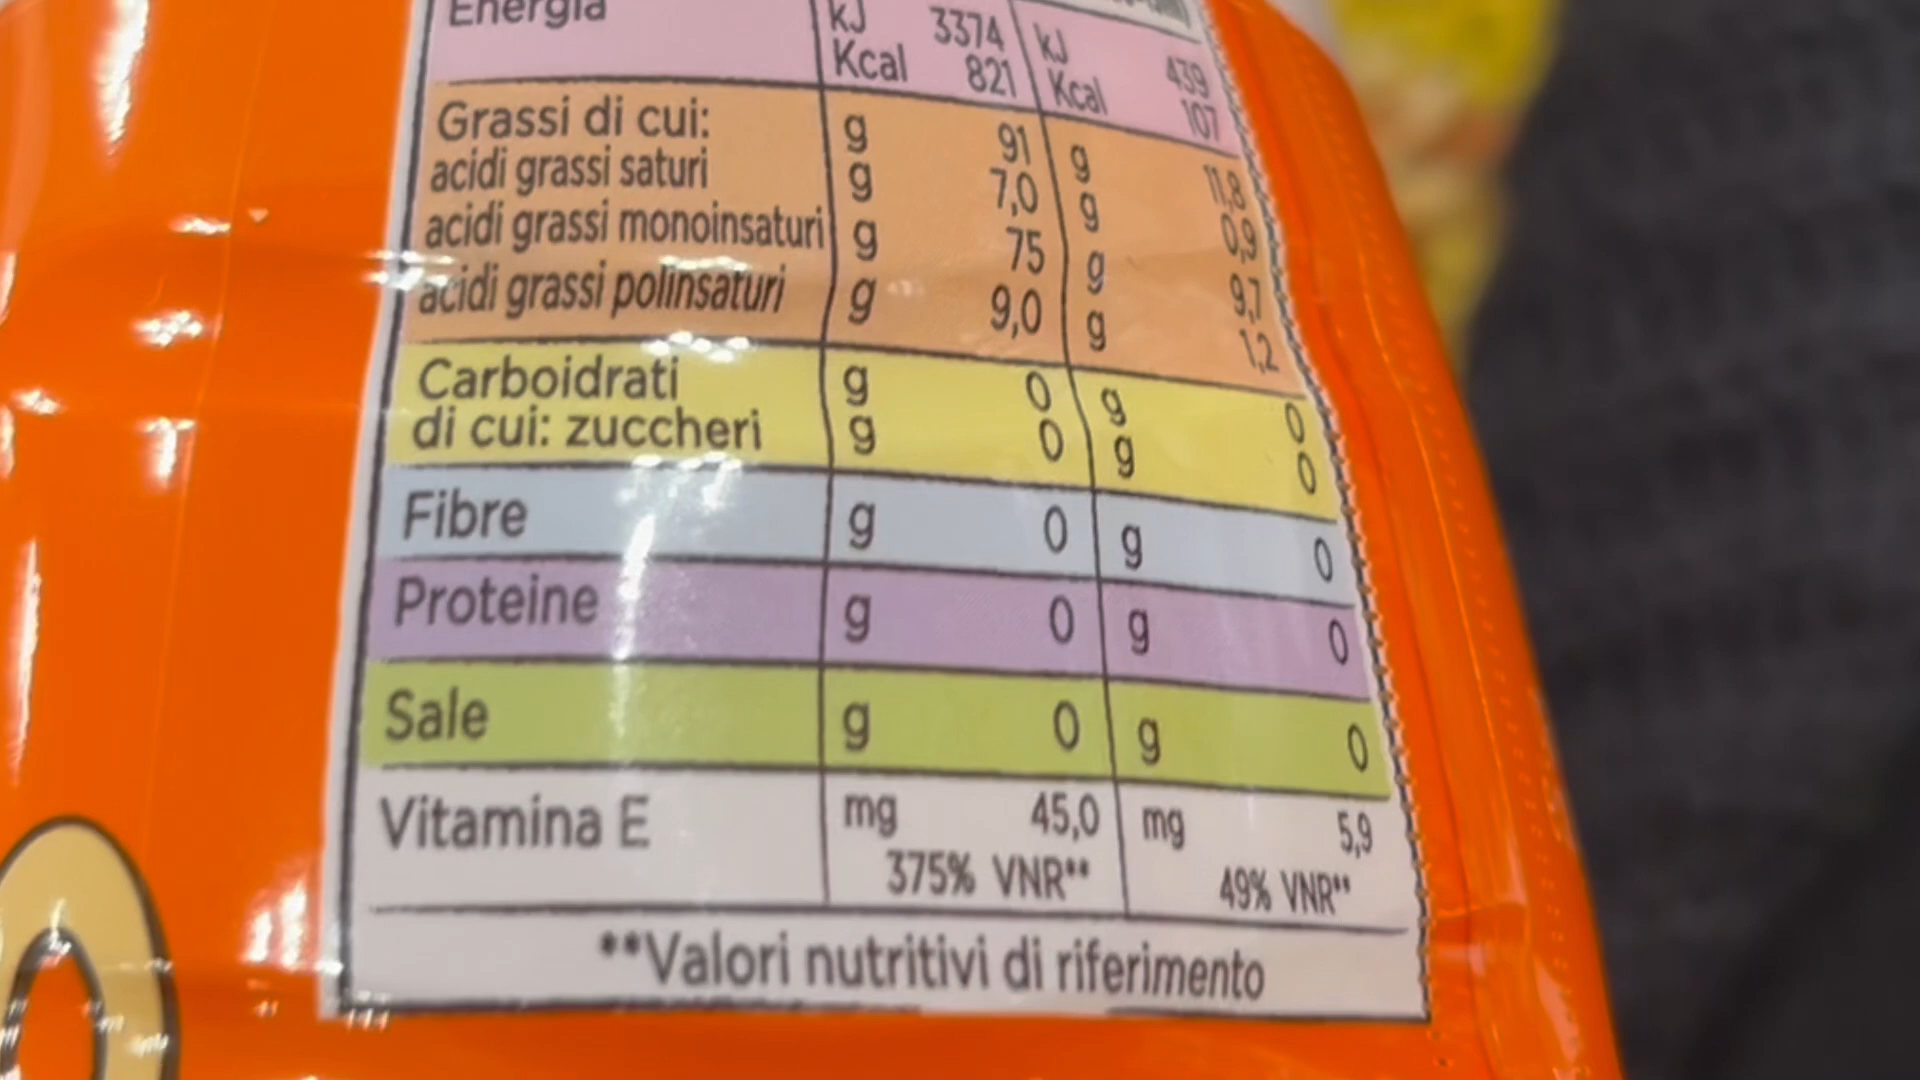 Energia kJ 3374 kJ 439
Kcal 821 Kcal 107
Grassi di cui: g 91 g 11,8
acidi grassi saturi g 7,0 g 0,9
acidi grassi monoinsaturi g 75 g 9,7
acidi grassi polinsaturi g 9,0 g 1,2
Carboidrati g 0 g 0
di cui: zuccheri g 0 g 0
Fibre g 0 g 0
Proteine g 0 g 0
Sale g 0 g 0
Vitamina E mg 45,0 mg 5,9
375% VNR** 49% VNR**
**Valori nutritivi di riferimento